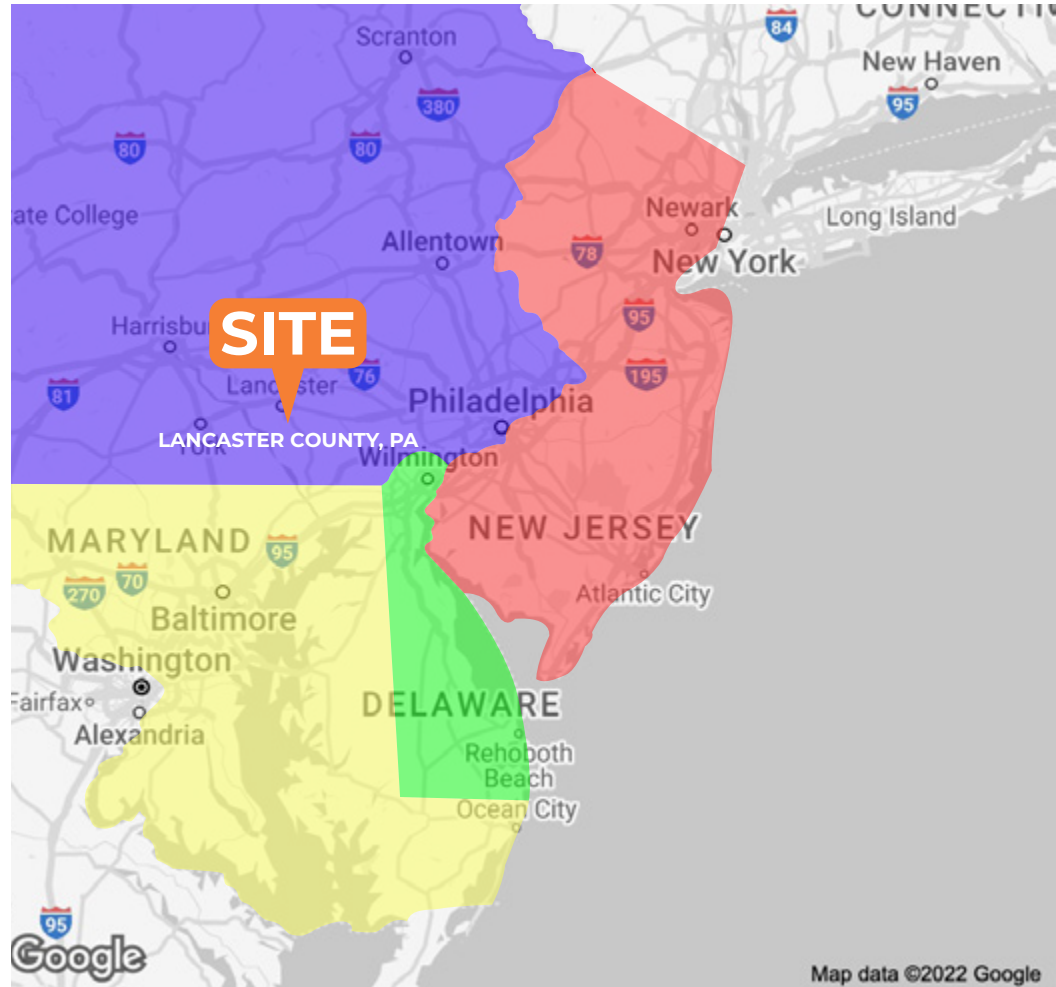 CONNECTIC
Scranton
84
New Haven
380
95
80
80
ate College
Newark
Long Island
Allentown
78
New York
Harrisbur
SITE
95
Lancaster
76
195
81
Philadelphia
LANCASTER COUNTY, PA
York
Wilmington
NEW JERSEY
MARYLAND
95
70
270
Atlantic City
Baltimore
Washington
Fairfax
DELAWARE
Alexandria
Rehoboth
Beach
Ocean City
95
Google
Map data ©2022 Google